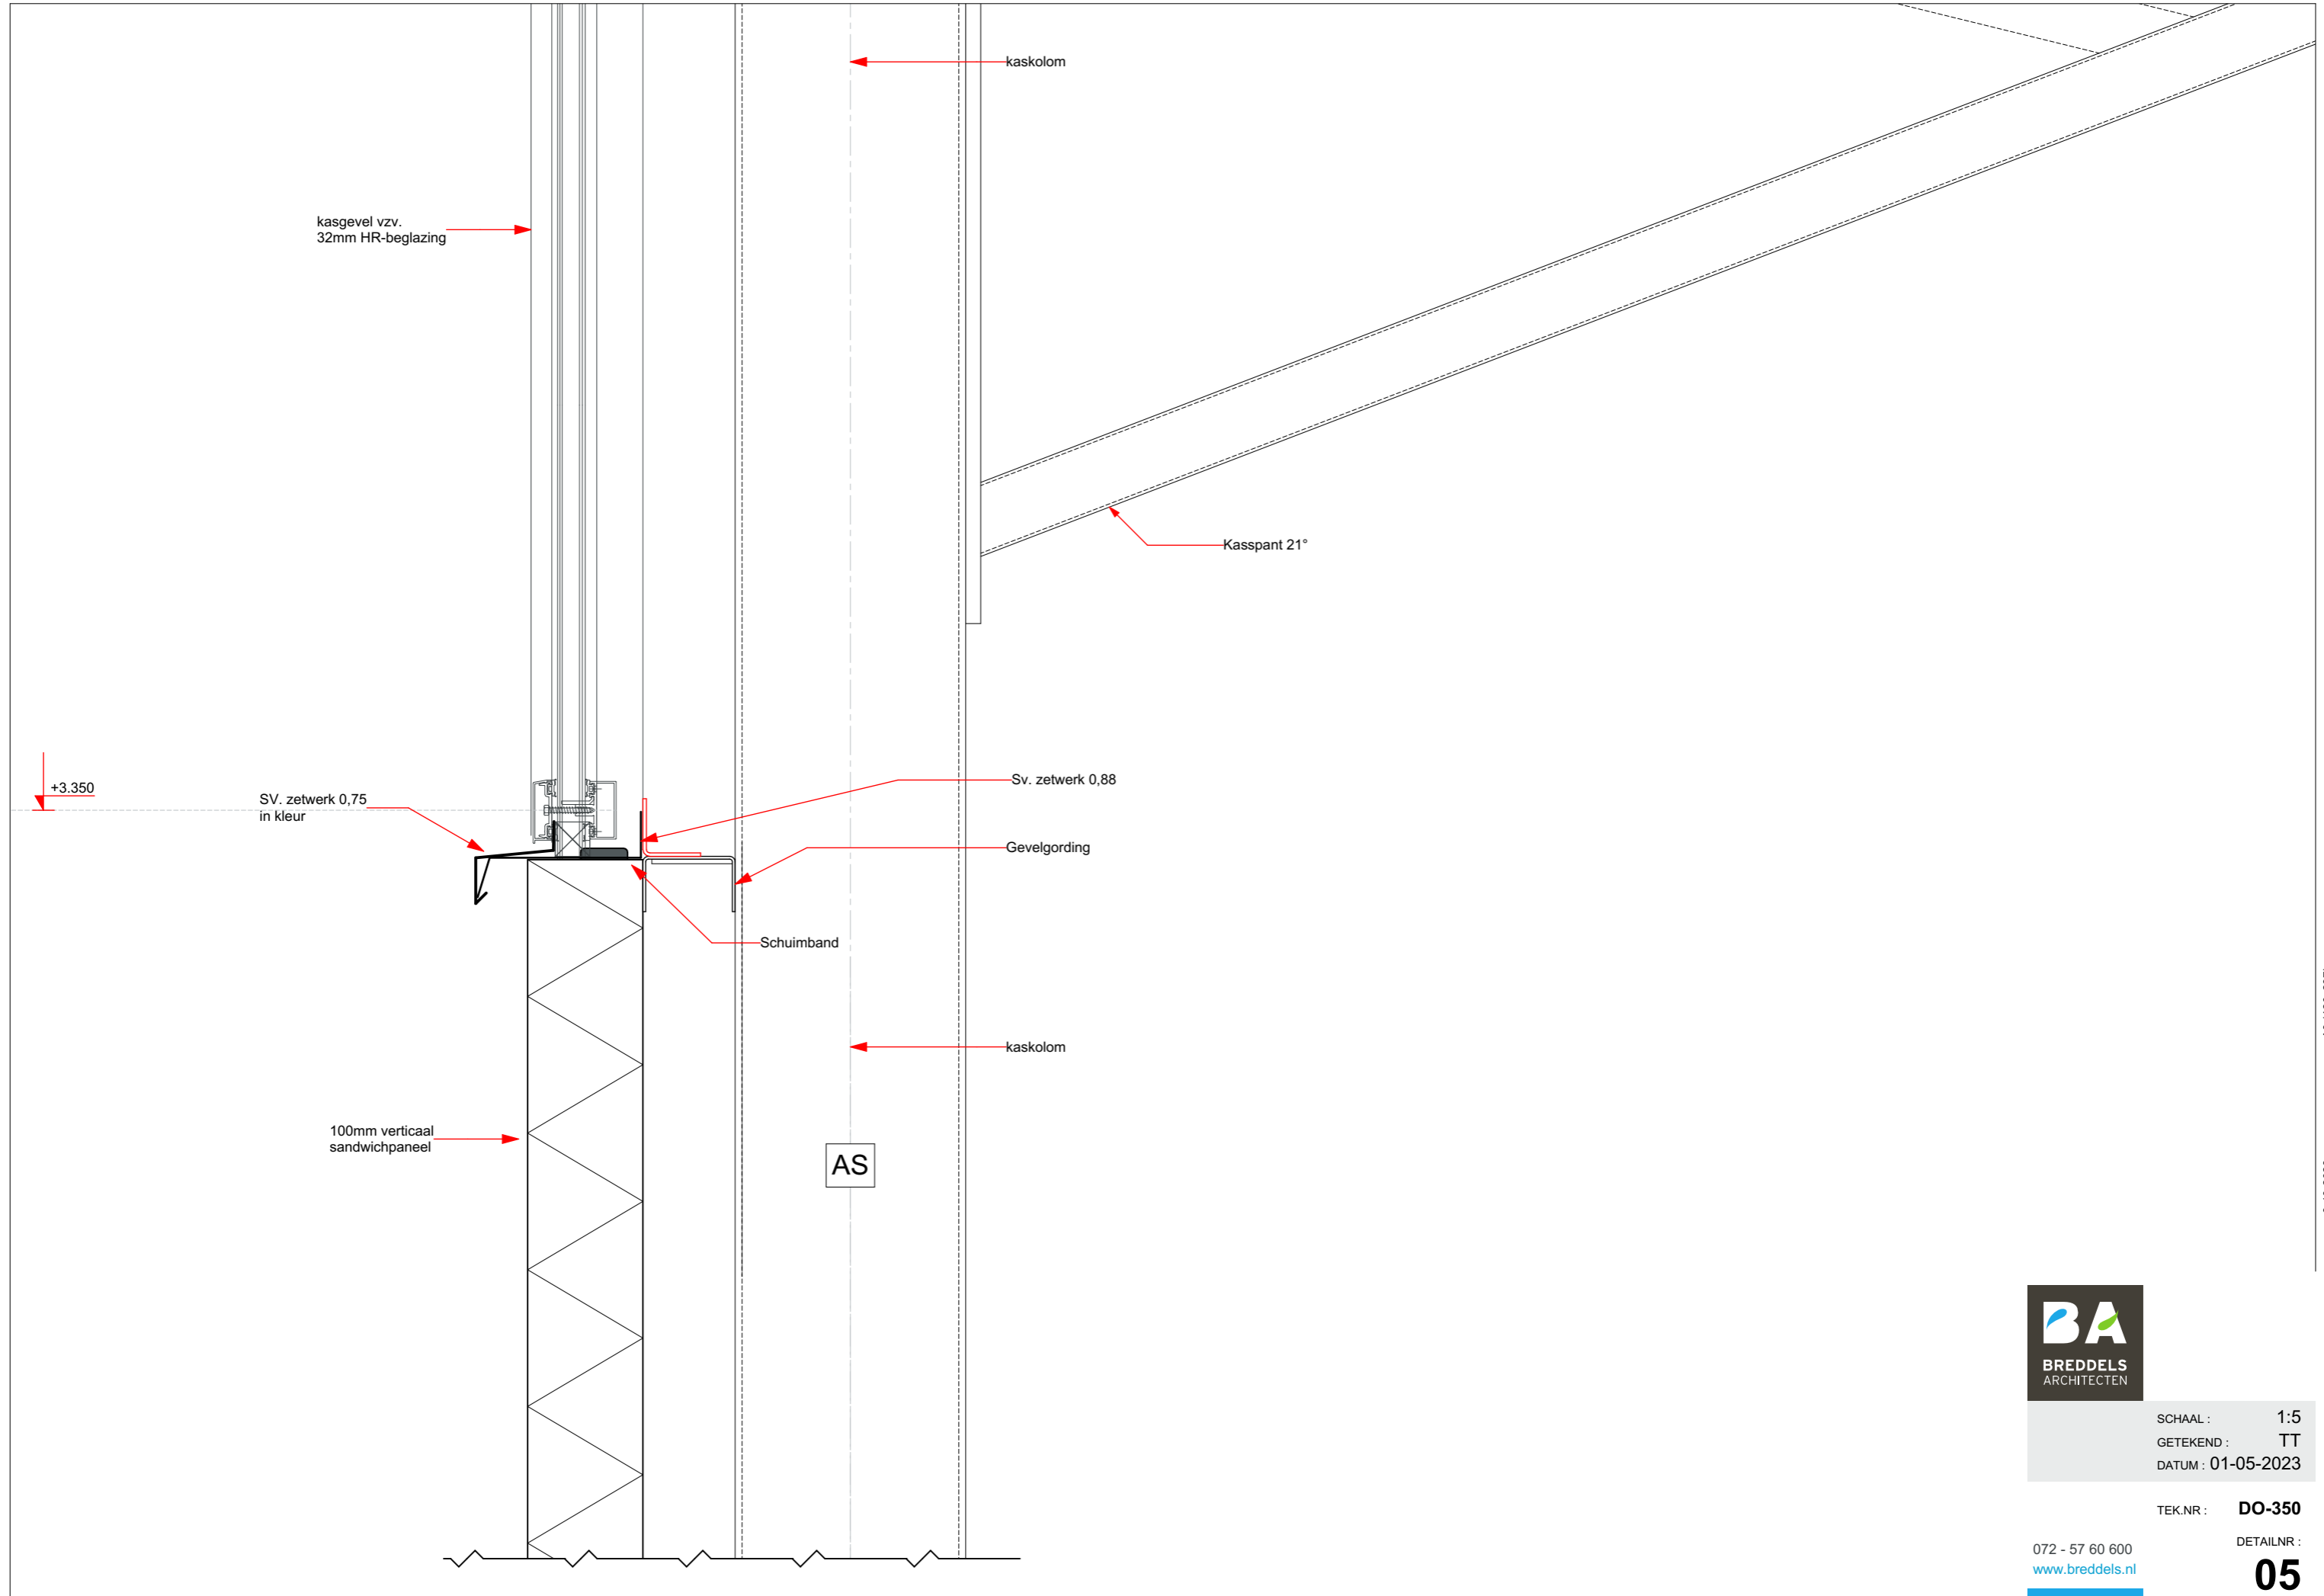 kaskolom
kasgevel vzv.
32mm HR-beglazing
Kasspant 21°
+3.350
SV. zetwerk 0,75
in kleur
Sv. zetwerk 0,88
Gevelgording
Schuimband
kaskolom
100mm verticaal
sandwichpaneel
AS
BA
BREDDELS
ARCHITECTEN
SCHAAL : 1:5
GETEKEND : TT
DATUM : 01-05-2023
TEK.NR : DO-350
DETAILNR :
05
072 - 57 60 600
www.breddels.nl